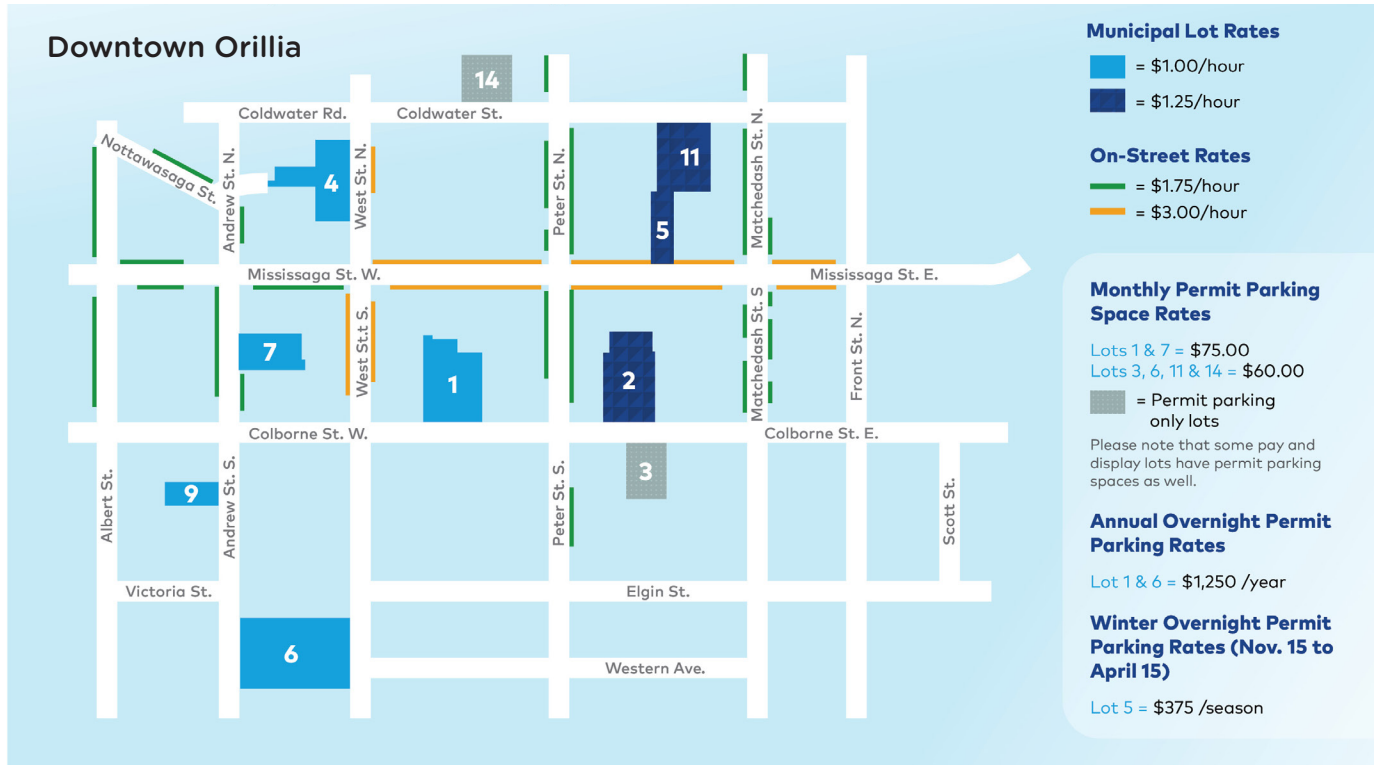 Downtown Orillia
14
Coldwater Rd.
Coldwater St.
Nottawasaga St.
Andrew St. N.
4
West St. N.
Peter St. N.
11
5
Matchedash St. N.
Mississaga St. W.
Mississaga St. E.
7
West St.t S.
1
2
Matchedash St. S
Front St. N.
Colborne St. W.
Colborne St. E.
Albert St.
9
Andrew St. S.
Peter St. S.
3
Scott St.
Victoria St.
Elgin St.
6
Western Ave.
Municipal Lot Rates
= $1.00/hour
= $1.25/hour
On-Street Rates
= $1.75/hour
= $3.00/hour
Monthly Permit Parking
Space Rates
Lots 1 & 7 = $75.00
Lots 3, 6, 11 & 14 = $60.00
= Permit parking
only lots
Please note that some pay and
display lots have permit parking
spaces as well.
Annual Overnight Permit
Parking Rates
Lot 1 & 6 = $1,250 /year
Winter Overnight Permit
Parking Rates (Nov. 15 to
April 15)
Lot 5 = $375 /season